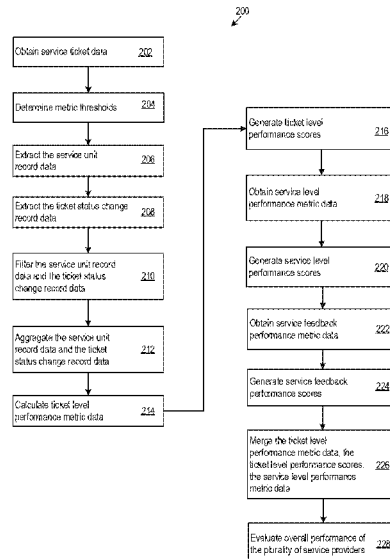 200
Obtain service ticket data 202
Determine metric thresholds 204
Extract the service unit
record data 206
Extract the ticket status change
record data 208
Filter the service unit record
data and the ticket status
change record data 210
Aggregate the service unit
record data and the ticket
status change record data 212
Calculate ticket level
performance metric data 214
Generate ticket level
performance scores 216
Obtain service level
performance metric data 218
Generate service level
performance scores 220
Obtain service feedback
performance metric data 222
Generate service feedback
performance scores 224
Merge the ticket level
performance metric data, the
ticket level performance scores,
the service level performance
metric data 226
Evaluate overall performance of
the plurality of service providers
228